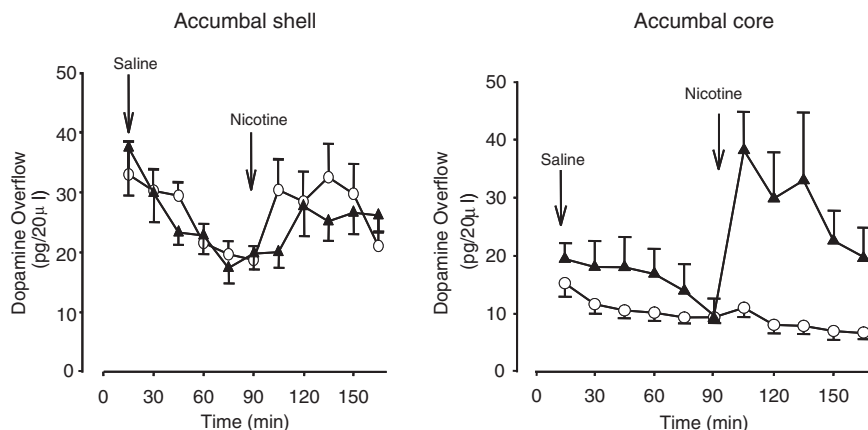 Accumbal shell
Saline
Nicotine
50
40
30
20
10
0
Dopamine Overflow
(pg/20μ l)
0 30 60 90 120 150
Time (min)
Accumbal core
Nicotine
Saline
50
40
30
20
10
0
Dopamine Overflow
(pg/20μ l)
0 30 60 90 120 150
Time (min)